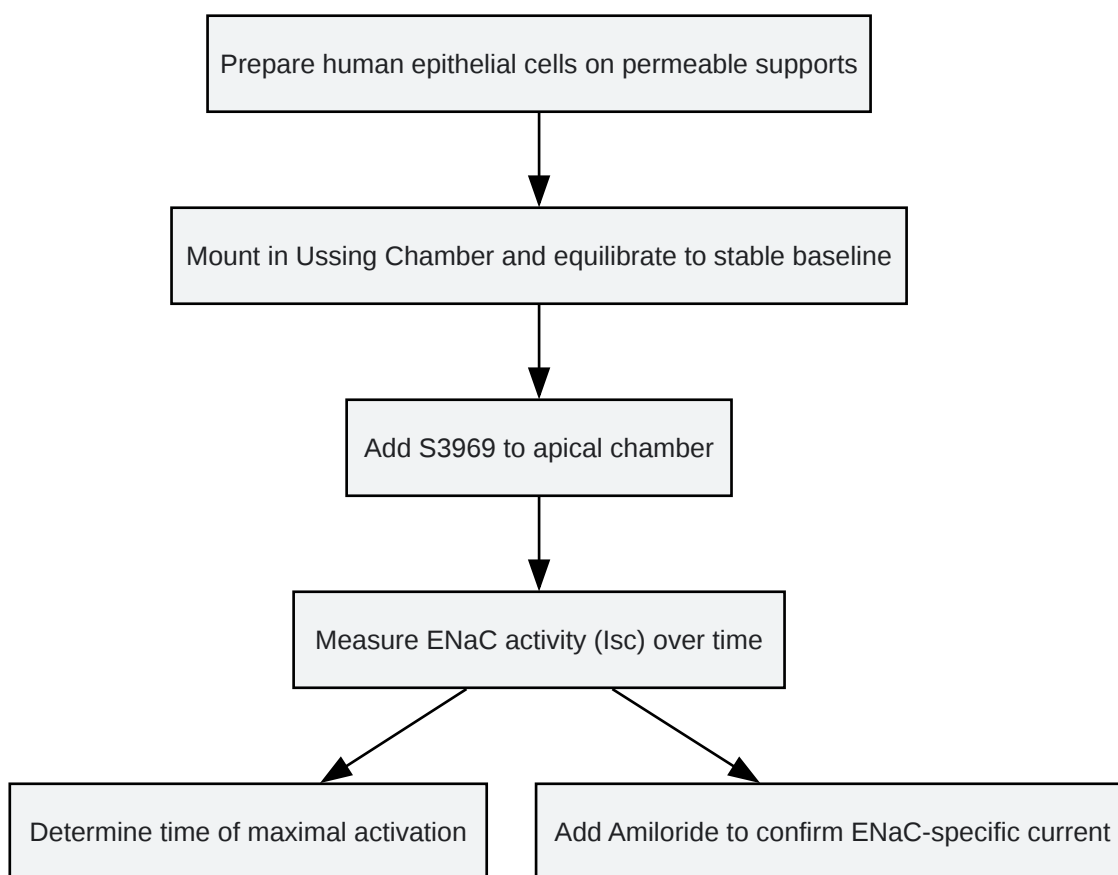 Prepare human epithelial cells on permeable supports
Mount in Ussing Chamber and equilibrate to stable baseline
Add S3969 to apical chamber
Measure ENaC activity (Isc) over time
Determine time of maximal activation
Add Amiloride to confirm ENaC-specific current